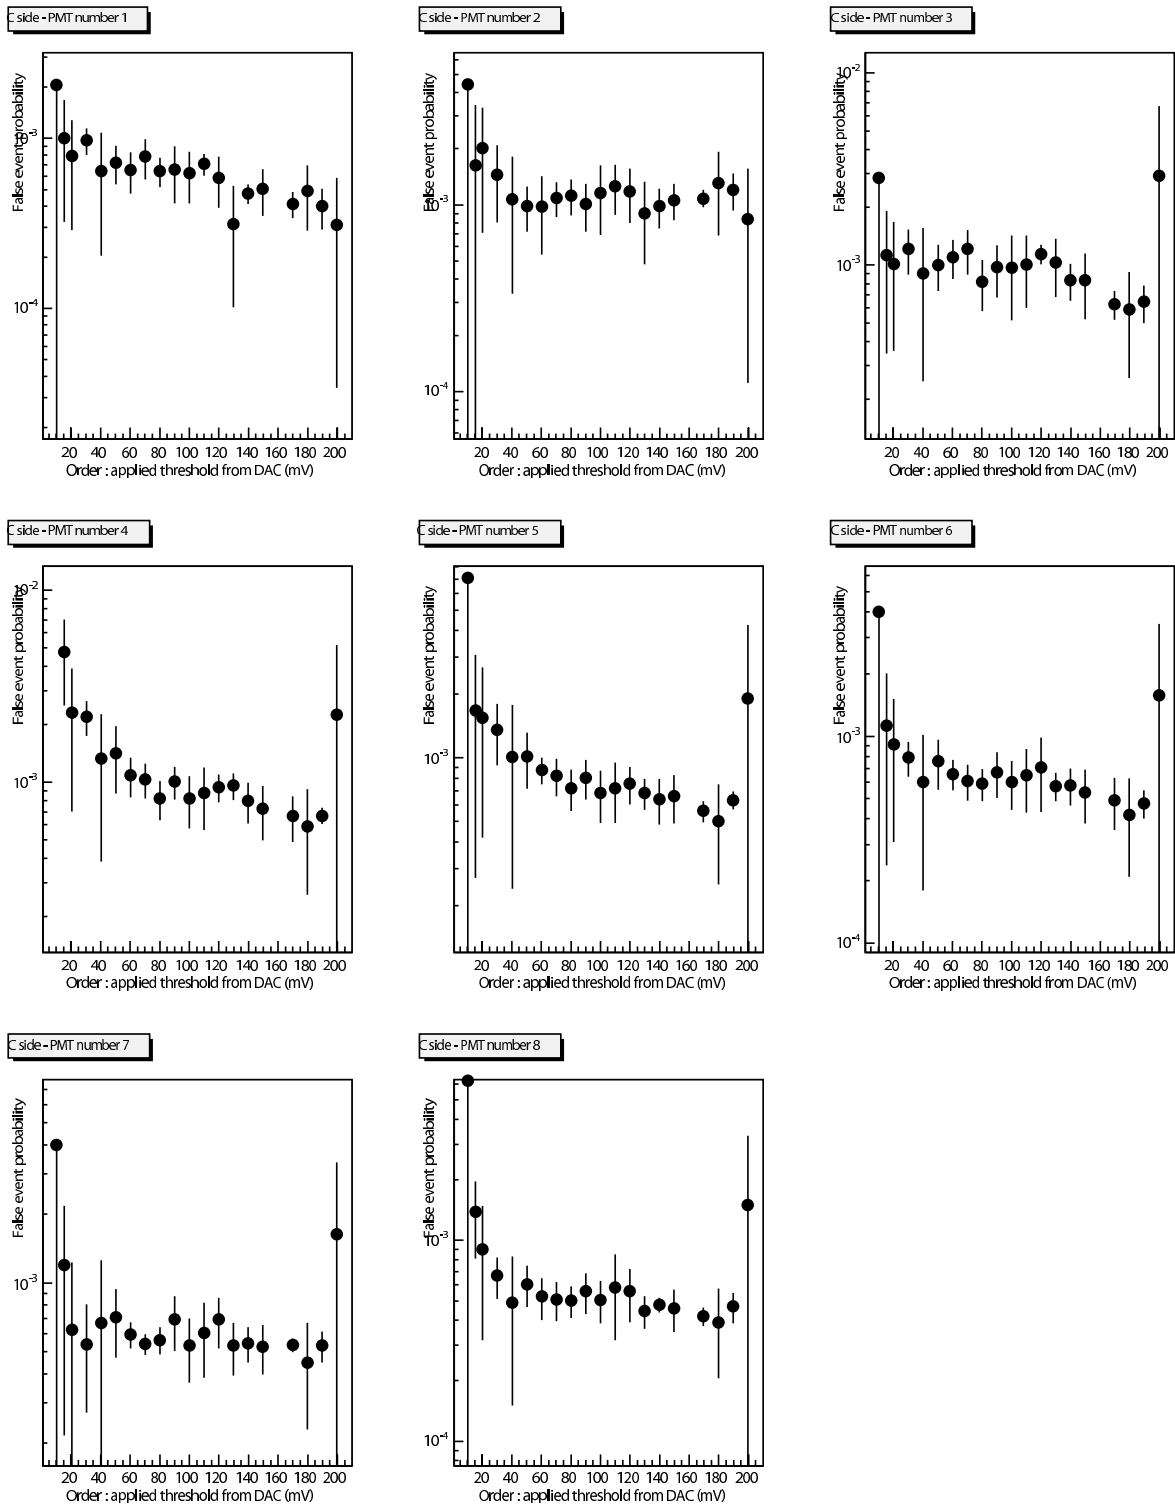 C side - PMT number 1
False event probability
10-3
10-4
20 40 60 80 100 120 140 160 180 200
Order : applied threshold from DAC (mV)
C side - PMT number 2
False event probability
10-3
10-4
20 40 60 80 100 120 140 160 180 200
Order : applied threshold from DAC (mV)
C side - PMT number 3
False event probability
10-2
10-3
20 40 60 80 100 120 140 160 180 200
Order : applied threshold from DAC (mV)
C side - PMT number 4
False event probability
10-2
10-3
20 40 60 80 100 120 140 160 180 200
Order : applied threshold from DAC (mV)
C side - PMT number 5
False event probability
10-3
20 40 60 80 100 120 140 160 180 200
Order : applied threshold from DAC (mV)
C side - PMT number 6
False event probability
10-3
10-4
20 40 60 80 100 120 140 160 180 200
Order : applied threshold from DAC (mV)
C side - PMT number 7
False event probability
10-3
20 40 60 80 100 120 140 160 180 200
Order : applied threshold from DAC (mV)
C side - PMT number 8
False event probability
10-3
10-4
20 40 60 80 100 120 140 160 180 200
Order : applied threshold from DAC (mV)